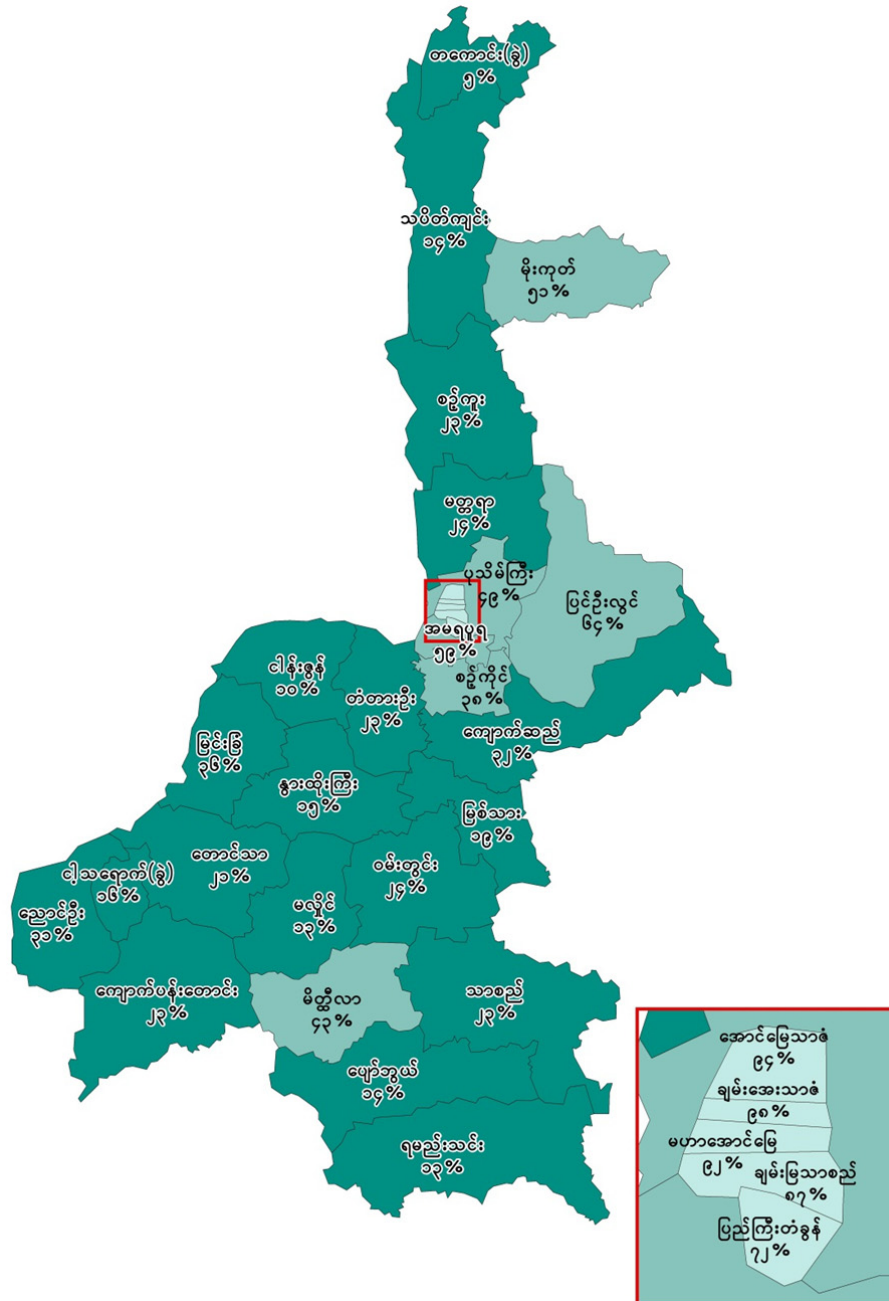 တကောင်း(ခွဲ)
၅%
သပိတ်ကျင်း
၁၄%
မိုးကုတ်
၅၁%
စဉ့်ကူး
၂၃%
မတ္တရာ
၂၄%
ပုသိမ်ကြီး
၄၉%
ပြင်ဦးလွင်
၆၄%
အမရပူရ
၅၉%
စဉ့်ကိုင်
၃၈%
ငါန်းဇွန်
၁၀%
တံတားဦး
၂၃%
ကျောက်ဆည်
၃၂%
မြင်းခြံ
၃၆%
နွားထိုးကြီး
၁၅%
မြစ်သား
၁၉%
တောင်သာ
၂၁%
ဝမ်းတွင်း
၂၄%
ငါ့သရောက်(ခွဲ)
၁၆%
မလှိုင်
၁၃%
ညောင်ဦး
၃၁%
ကျောက်ပန်းတောင်း
၂၃%
မိတ္ထီလာ
၄၃%
သာစည်
၂၃%
ပျော်ဘွယ်
၁၄%
ရမည်းသင်း
၁၃%
အောင်မြေသာဇံ
၉၄%
ချမ်းအေးသာဇံ
၉၈%
မဟာအောင်မြေ
၉၂%
ချမ်းမြသာစည်
၈၇%
ပြည်ကြီးတံခွန်
၇၂%